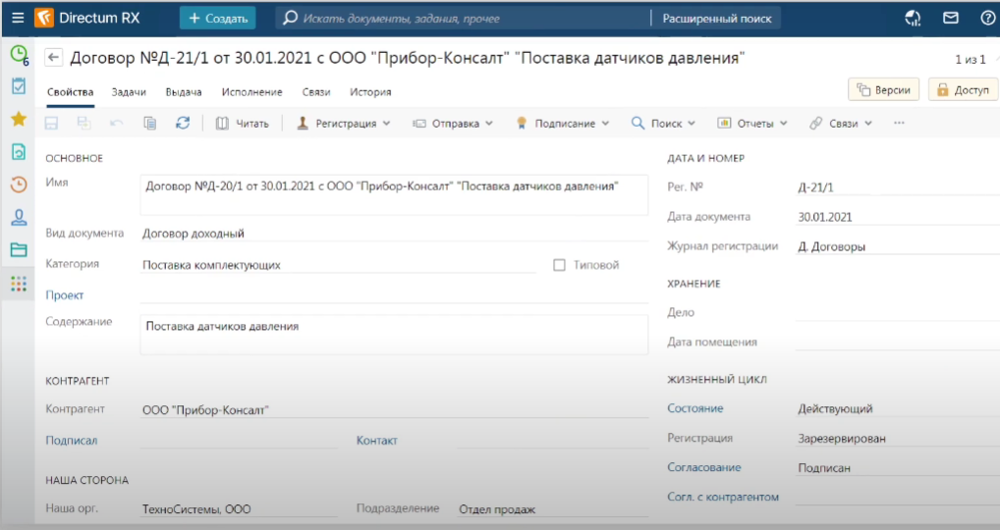 Directum RX + Создать Искать документы, задания, прочее Расширенный поиск
6
Договор №Д-21/1 от 30.01.2021 с ООО "Прибор-Консалт" "Поставка датчиков давления" 1 из 1
Свойства Задачи Выдача Исполнение Связи История Версии Доступ
Читать Регистрация Отправка Подписание Поиск Отчеты Связи ...
ОСНОВНОЕ
Имя Договор №Д-20/1 от 30.01.2021 с ООО "Прибор-Консалт" "Поставка датчиков давления"
Вид документа Договор доходный
Категория Поставка комплектующих Типовой
Проект
Содержание Поставка датчиков давления
КОНТРАГЕНТ
Контрагент ООО "Прибор-Консалт"
Подписал Контакт
НАША СТОРОНА
Наша орг. ТехноСистемы, ООО Подразделение Отдел продаж
ДАТА И НОМЕР
Рег. № Д-21/1
Дата документа 30.01.2021
Журнал регистрации Д. Договоры
ХРАНЕНИЕ
Дело
Дата помещения
ЖИЗНЕННЫЙ ЦИКЛ
Состояние Действующий
Регистрация Зарезервирован
Согласование Подписан
Согл. с контрагентом